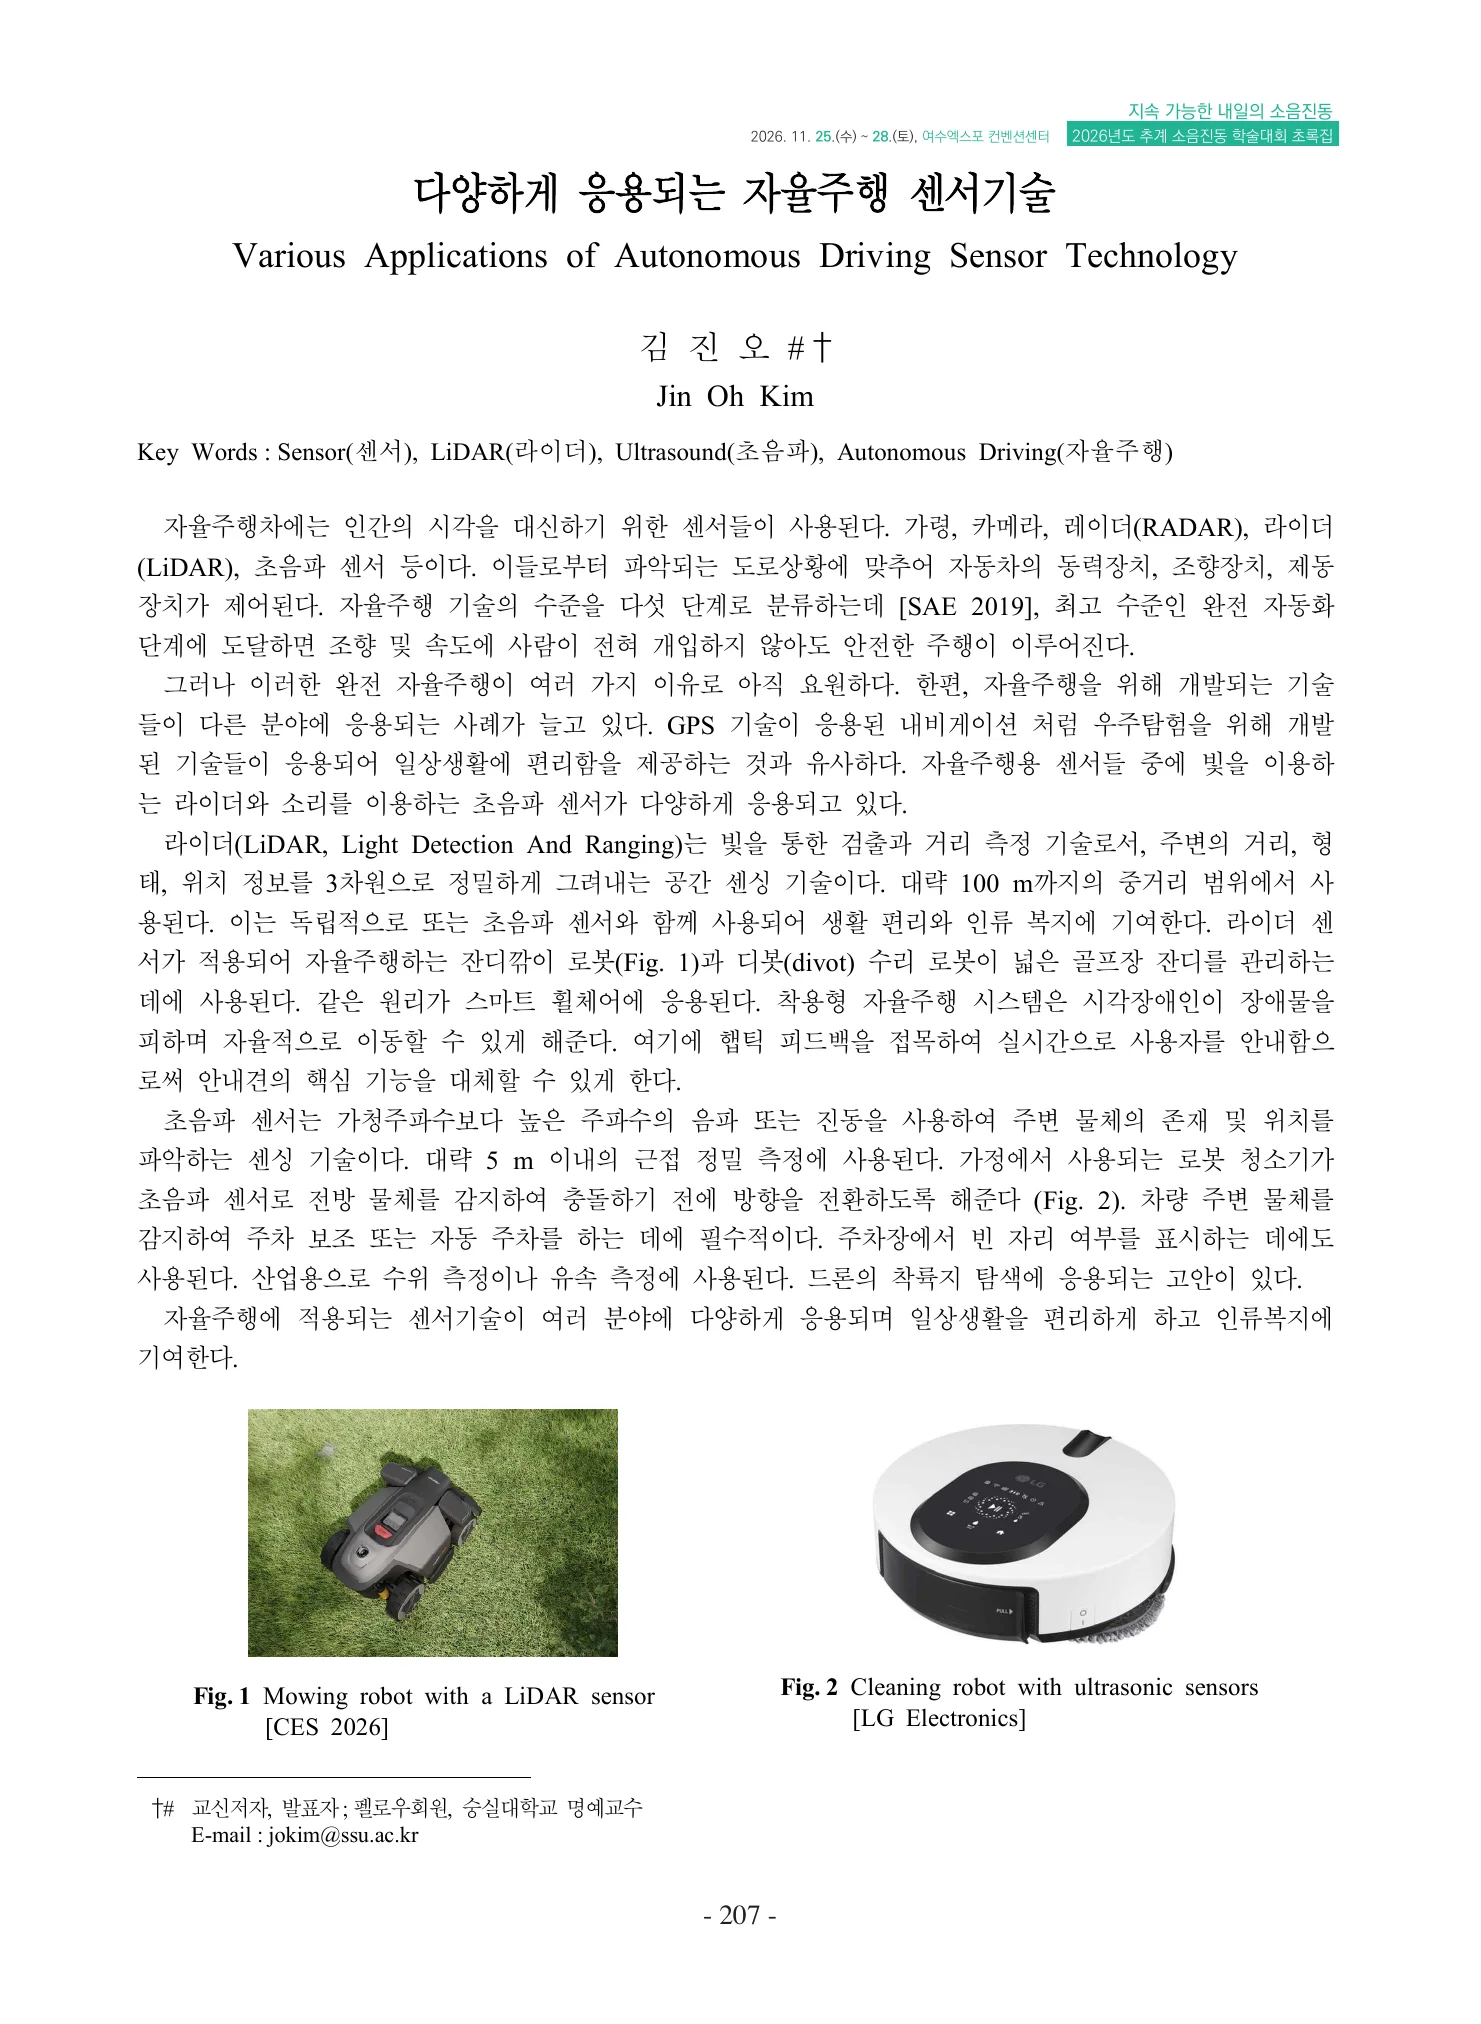 지속 가능한 내일의 소음진동
2026. 11. 25.(수) ~ 28.(토), 여수엑스포 컨벤션센터 2026년도 추계 소음진동 학술대회 초록집
다양하게 응용되는 자율주행 센서기술
Various Applications of Autonomous Driving Sensor Technology
김 진 오 #†
Jin Oh Kim
Key Words : Sensor(센서), LiDAR(라이더), Ultrasound(초음파), Autonomous Driving(자율주행)
자율주행차에는 인간의 시각을 대신하기 위한 센서들이 사용된다. 가령, 카메라, 레이더(RADAR), 라이더
(LiDAR), 초음파 센서 등이다. 이들로부터 파악되는 도로상황에 맞추어 자동차의 동력장치, 조향장치, 제동
장치가 제어된다. 자율주행 기술의 수준을 다섯 단계로 분류하는데 [SAE 2019], 최고 수준인 완전 자동화
단계에 도달하면 조향 및 속도에 사람이 전혀 개입하지 않아도 안전한 주행이 이루어진다.
그러나 이러한 완전 자율주행이 여러 가지 이유로 아직 요원하다. 한편, 자율주행을 위해 개발되는 기술
들이 다른 분야에 응용되는 사례가 늘고 있다. GPS 기술이 응용된 내비게이션 처럼 우주탐험을 위해 개발
된 기술들이 응용되어 일상생활에 편리함을 제공하는 것과 유사하다. 자율주행용 센서들 중에 빛을 이용하
는 라이더와 소리를 이용하는 초음파 센서가 다양하게 응용되고 있다.
라이더(LiDAR, Light Detection And Ranging)는 빛을 통한 검출과 거리 측정 기술로서, 주변의 거리, 형
태, 위치 정보를 3차원으로 정밀하게 그려내는 공간 센싱 기술이다. 대략 100 m까지의 중거리 범위에서 사
용된다. 이는 독립적으로 또는 초음파 센서와 함께 사용되어 생활 편리와 인류 복지에 기여한다. 라이더 센
서가 적용되어 자율주행하는 잔디깎이 로봇(Fig. 1)과 디봇(divot) 수리 로봇이 넓은 골프장 잔디를 관리하는
데에 사용된다. 같은 원리가 스마트 휠체어에 응용된다. 착용형 자율주행 시스템은 시각장애인이 장애물을
피하며 자율적으로 이동할 수 있게 해준다. 여기에 햅틱 피드백을 접목하여 실시간으로 사용자를 안내함으
로써 안내견의 핵심 기능을 대체할 수 있게 한다.
초음파 센서는 가청주파수보다 높은 주파수의 음파 또는 진동을 사용하여 주변 물체의 존재 및 위치를
파악하는 센싱 기술이다. 대략 5 m 이내의 근접 정밀 측정에 사용된다. 가정에서 사용되는 로봇 청소기가
초음파 센서로 전방 물체를 감지하여 충돌하기 전에 방향을 전환하도록 해준다 (Fig. 2). 차량 주변 물체를
감지하여 주차 보조 또는 자동 주차를 하는 데에 필수적이다. 주차장에서 빈 자리 여부를 표시하는 데에도
사용된다. 산업용으로 수위 측정이나 유속 측정에 사용된다. 드론의 착륙지 탐색에 응용되는 고안이 있다.
자율주행에 적용되는 센서기술이 여러 분야에 다양하게 응용되며 일상생활을 편리하게 하고 인류복지에
기여한다.
LG
PULL
Fig. 1 Mowing robot with a LiDAR sensor
[CES 2026]
Fig. 2 Cleaning robot with ultrasonic sensors
[LG Electronics]
†# 교신저자, 발표자 ; 펠로우회원, 숭실대학교 명예교수
E-mail : jokim@ssu.ac.kr
- 207 -